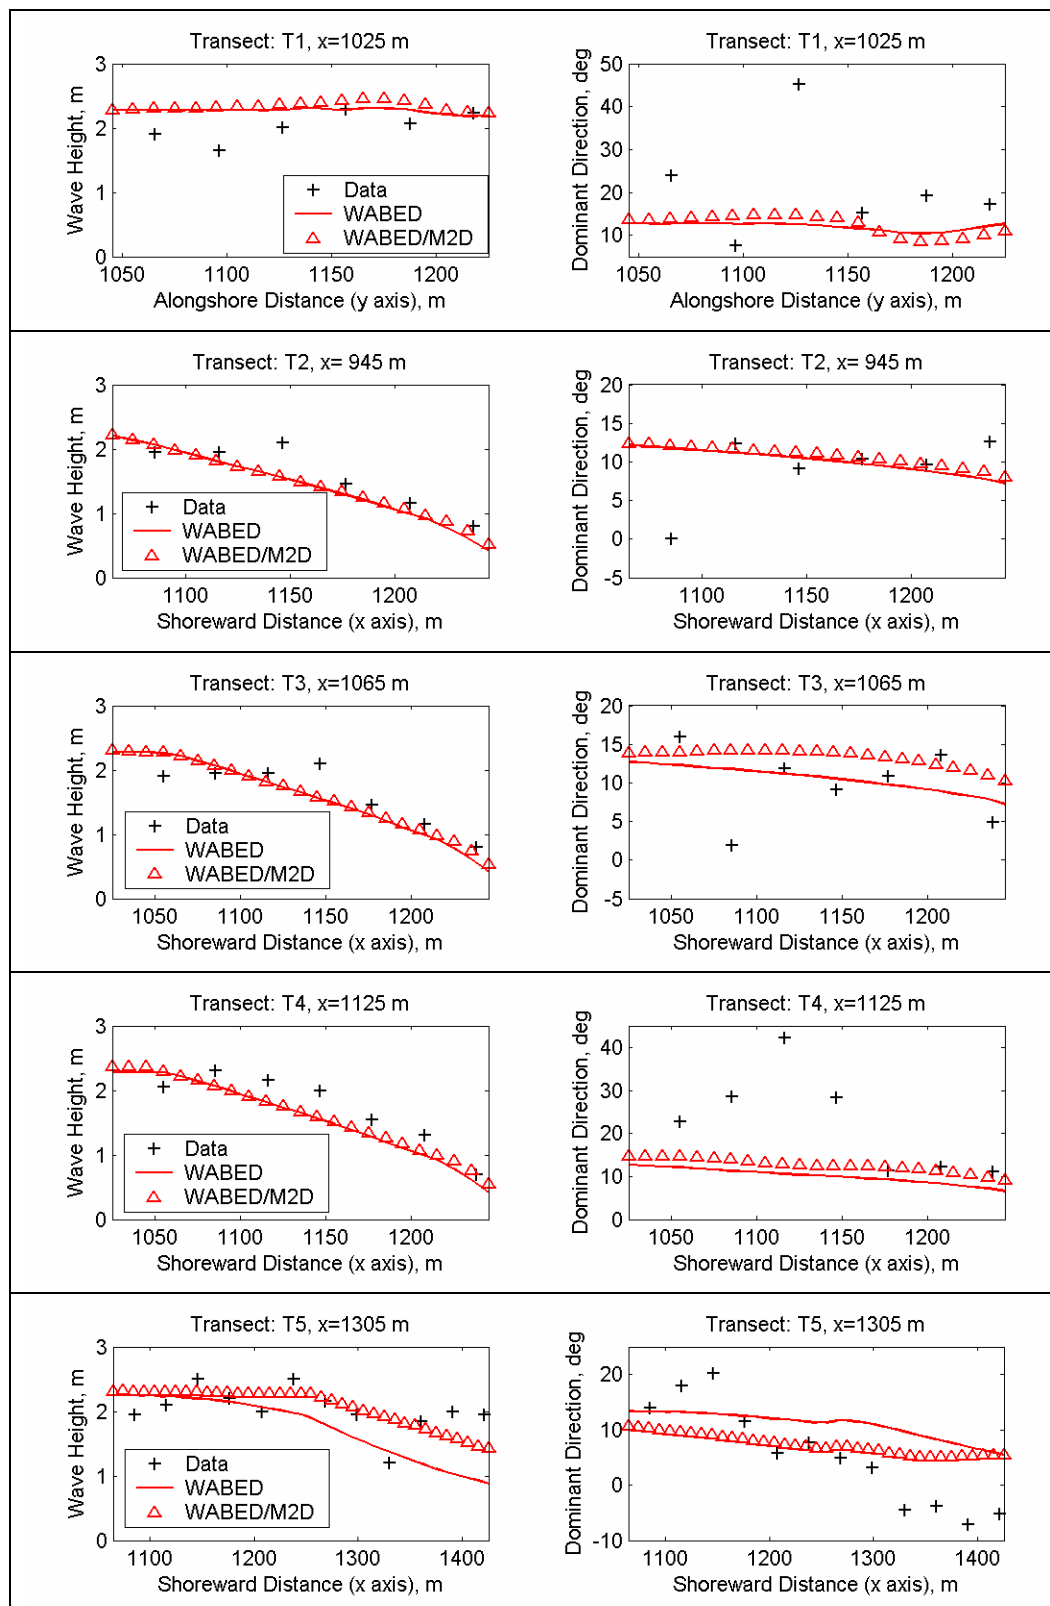 Transect: T1, x=1025 m
3
2
1
0
Wave Height, m
Data
WABED
WABED/M2D
1050 1100 1150 1200
Alongshore Distance (y axis), m
Transect: T1, x=1025 m
50
40
30
20
10
Dominant Direction, deg
1050 1100 1150 1200
Alongshore Distance (y axis), m
Transect: T2, x= 945 m
3
2
1
0
Wave Height, m
Data
WABED
WABED/M2D
1100 1150 1200
Shoreward Distance (x axis), m
Transect: T2, x= 945 m
20
15
10
5
0
-5
Dominant Direction, deg
1100 1150 1200
Shoreward Distance (x axis), m
Transect: T3, x=1065 m
3
2
1
0
Wave Height, m
Data
WABED
WABED/M2D
1050 1100 1150 1200
Shoreward Distance (x axis), m
Transect: T3, x=1065 m
20
15
10
5
0
-5
Dominant Direction, deg
1050 1100 1150 1200
Shoreward Distance (x axis), m
Transect: T4, x=1125 m
3
2
1
0
Wave Height, m
Data
WABED
WABED/M2D
1050 1100 1150 1200
Shoreward Distance (x axis), m
Transect: T4, x=1125 m
40
30
20
10
0
Dominant Direction, deg
1050 1100 1150 1200
Shoreward Distance (x axis), m
Transect: T5, x=1305 m
3
2
1
0
Wave Height, m
Data
WABED
WABED/M2D
1100 1200 1300 1400
Shoreward Distance (x axis), m
Transect: T5, x=1305 m
20
10
0
-10
Dominant Direction, deg
1100 1200 1300 1400
Shoreward Distance (x axis), m